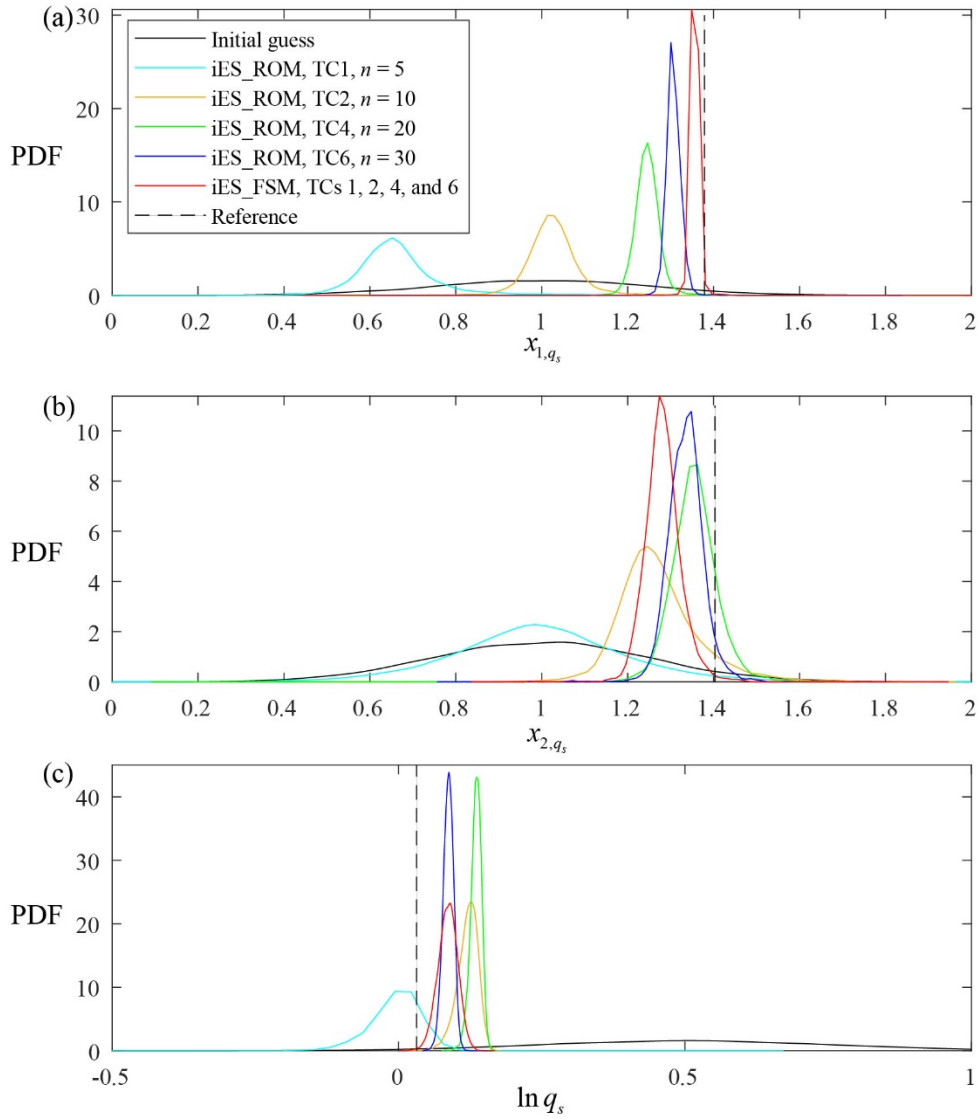 (a)
30
20
10
0
PDF
Initial guess
iES_ROM, TC1, n = 5
iES_ROM, TC2, n = 10
iES_ROM, TC4, n = 20
iES_ROM, TC6, n = 30
iES_FSM, TCs 1, 2, 4, and 6
Reference
0 0.2 0.4 0.6 0.8 1 1.2 1.4 1.6 1.8 2
x1,qs
(b)
10
8
6
4
2
0
PDF
0 0.2 0.4 0.6 0.8 1 1.2 1.4 1.6 1.8 2
x2,qs
(c)
40
30
20
10
0
PDF
-0.5 0 0.5 1
ln qs